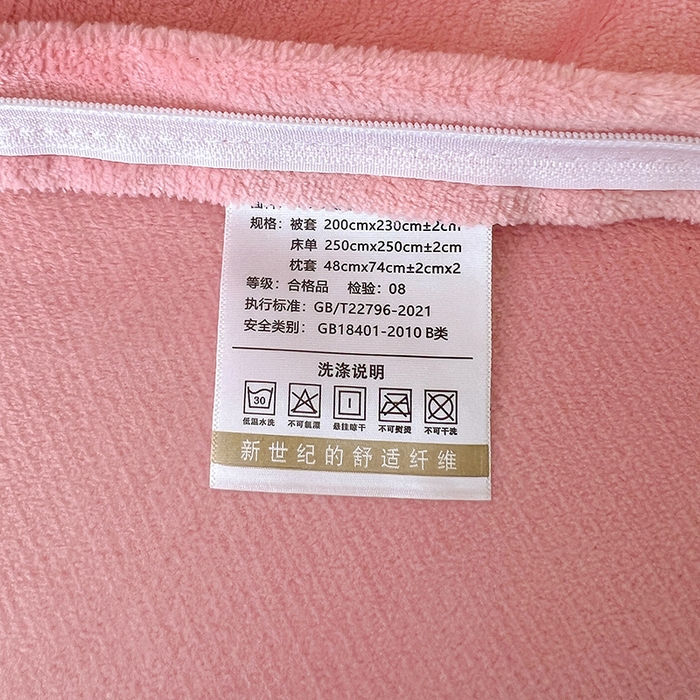 规格：被套 200cmx230cm±2cm
床单 250cmx250cm±2cm
枕套 48cmx74cm±2cmx2
等级：合格品 检验：08
执行标准：GB/T22796-2021
安全类别：GB18401-2010 B类
洗涤说明
30
低温水洗 不可氯漂 悬挂晾干 不可熨烫 不可干洗
新世纪的舒适纤维